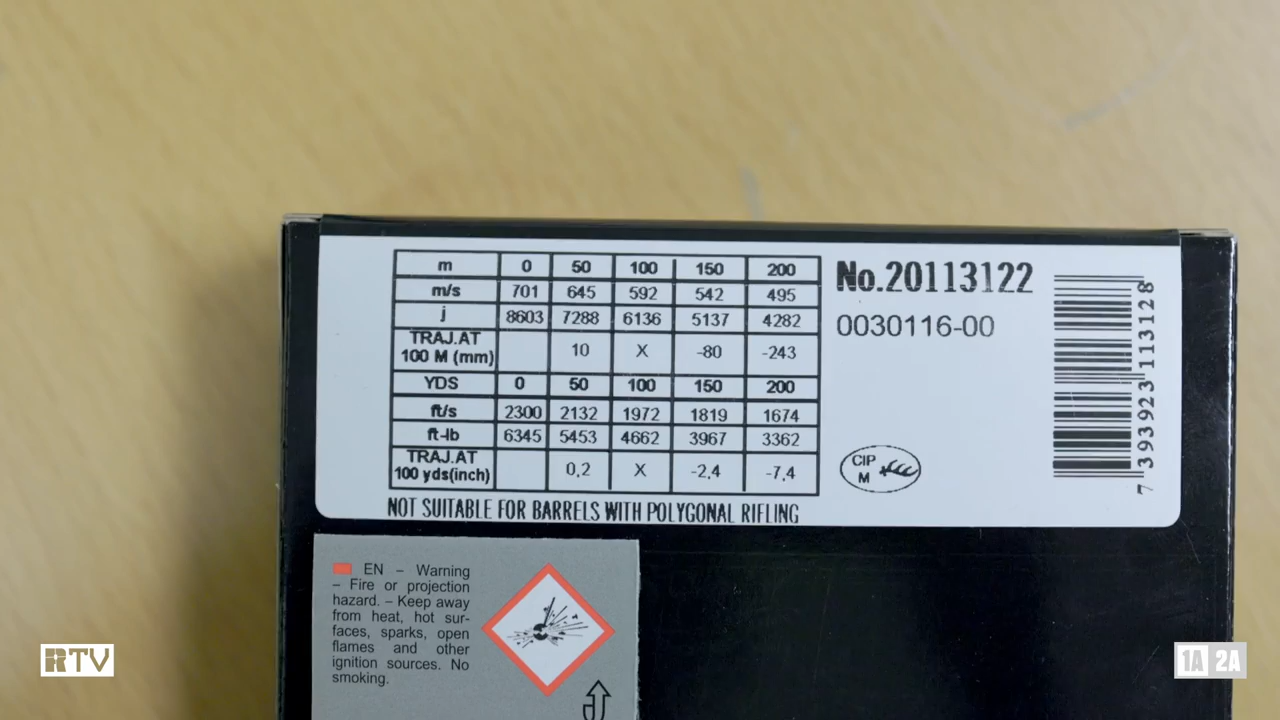 m 0 50 100 150 200
m/s 701 645 592 542 495
j 8603 7288 6136 5137 4282
TRAJ.AT
100 M (mm) 10 X -80 -243
YDS 0 50 100 150 200
ft/s 2300 2132 1972 1819 1674
ft-lb 6345 5453 4662 3967 3362
TRAJ.AT
100 yds(inch) 0,2 X -2,4 -7,4
NOT SUITABLE FOR BARRELS WITH POLYGONAL RIFLING
No.20113122
0030116-00
CIP
M
7 393923 113128
EN – Warning
– Fire or projection
hazard. – Keep away
from heat, hot sur-
faces, sparks, open
flames and other
ignition sources. No
smoking.
RTV
1A 2A